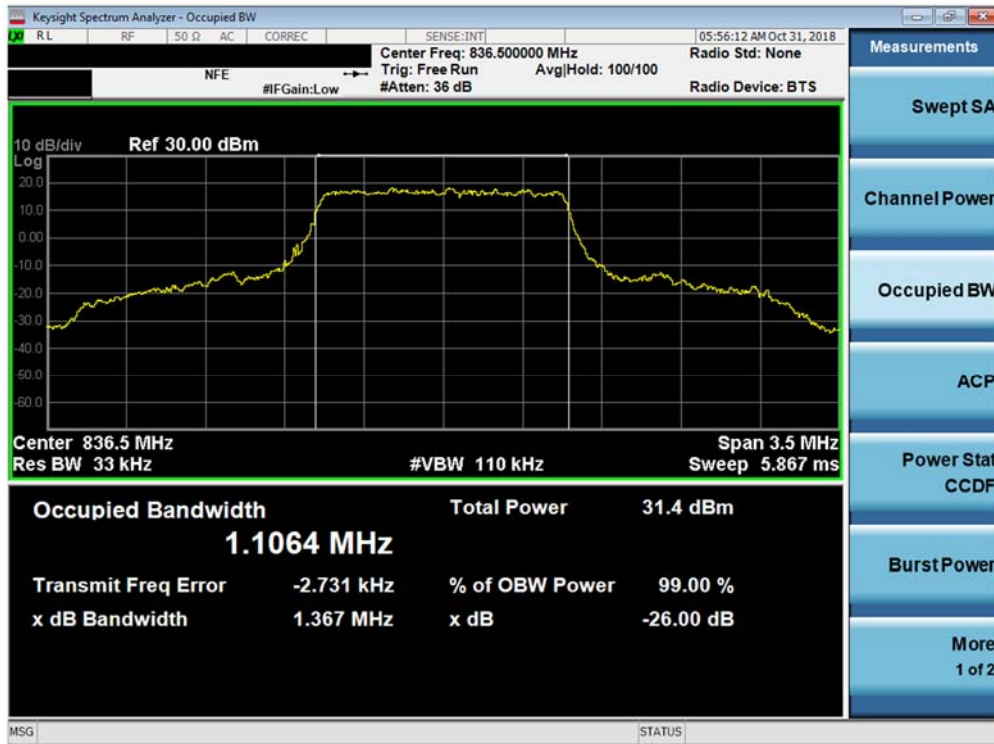 Keysight Spectrum Analyzer - Occupied BW
LXI RL RF 50 Ω AC CORREC SENSE:INT 05:56:12 AM Oct 31, 2018
Center Freq: 836.500000 MHz Radio Std: None
NFE Trig: Free Run Avg|Hold: 100/100
#IFGain:Low #Atten: 36 dB Radio Device: BTS
10 dB/div Ref 30.00 dBm
Log
20.0
10.0
0.00
-10.0
-20.0
-30.0
-40.0
-50.0
-60.0
Center 836.5 MHz Span 3.5 MHz
Res BW 33 kHz #VBW 110 kHz Sweep 5.867 ms
Occupied Bandwidth Total Power 31.4 dBm
1.1064 MHz
Transmit Freq Error -2.731 kHz % of OBW Power 99.00 %
x dB Bandwidth 1.367 MHz x dB -26.00 dB
MSG STATUS
Measurements
Swept SA
Channel Power
Occupied BW
ACP
Power Stat
CCDF
Burst Power
More
1 of 2